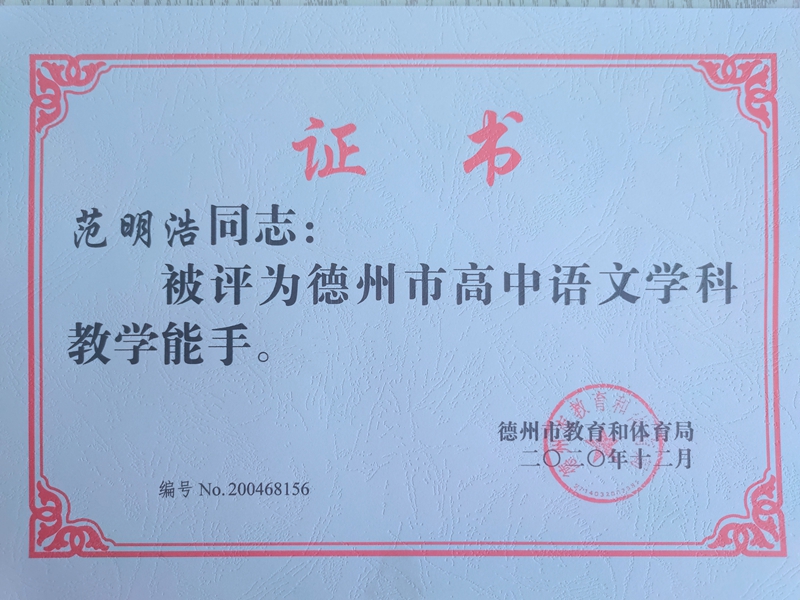 证 书
范明浩同志：
被评为德州市高中语文学科
教学能手。
德州市教育和体育局
二〇二〇年十二月
编号 No.200468156